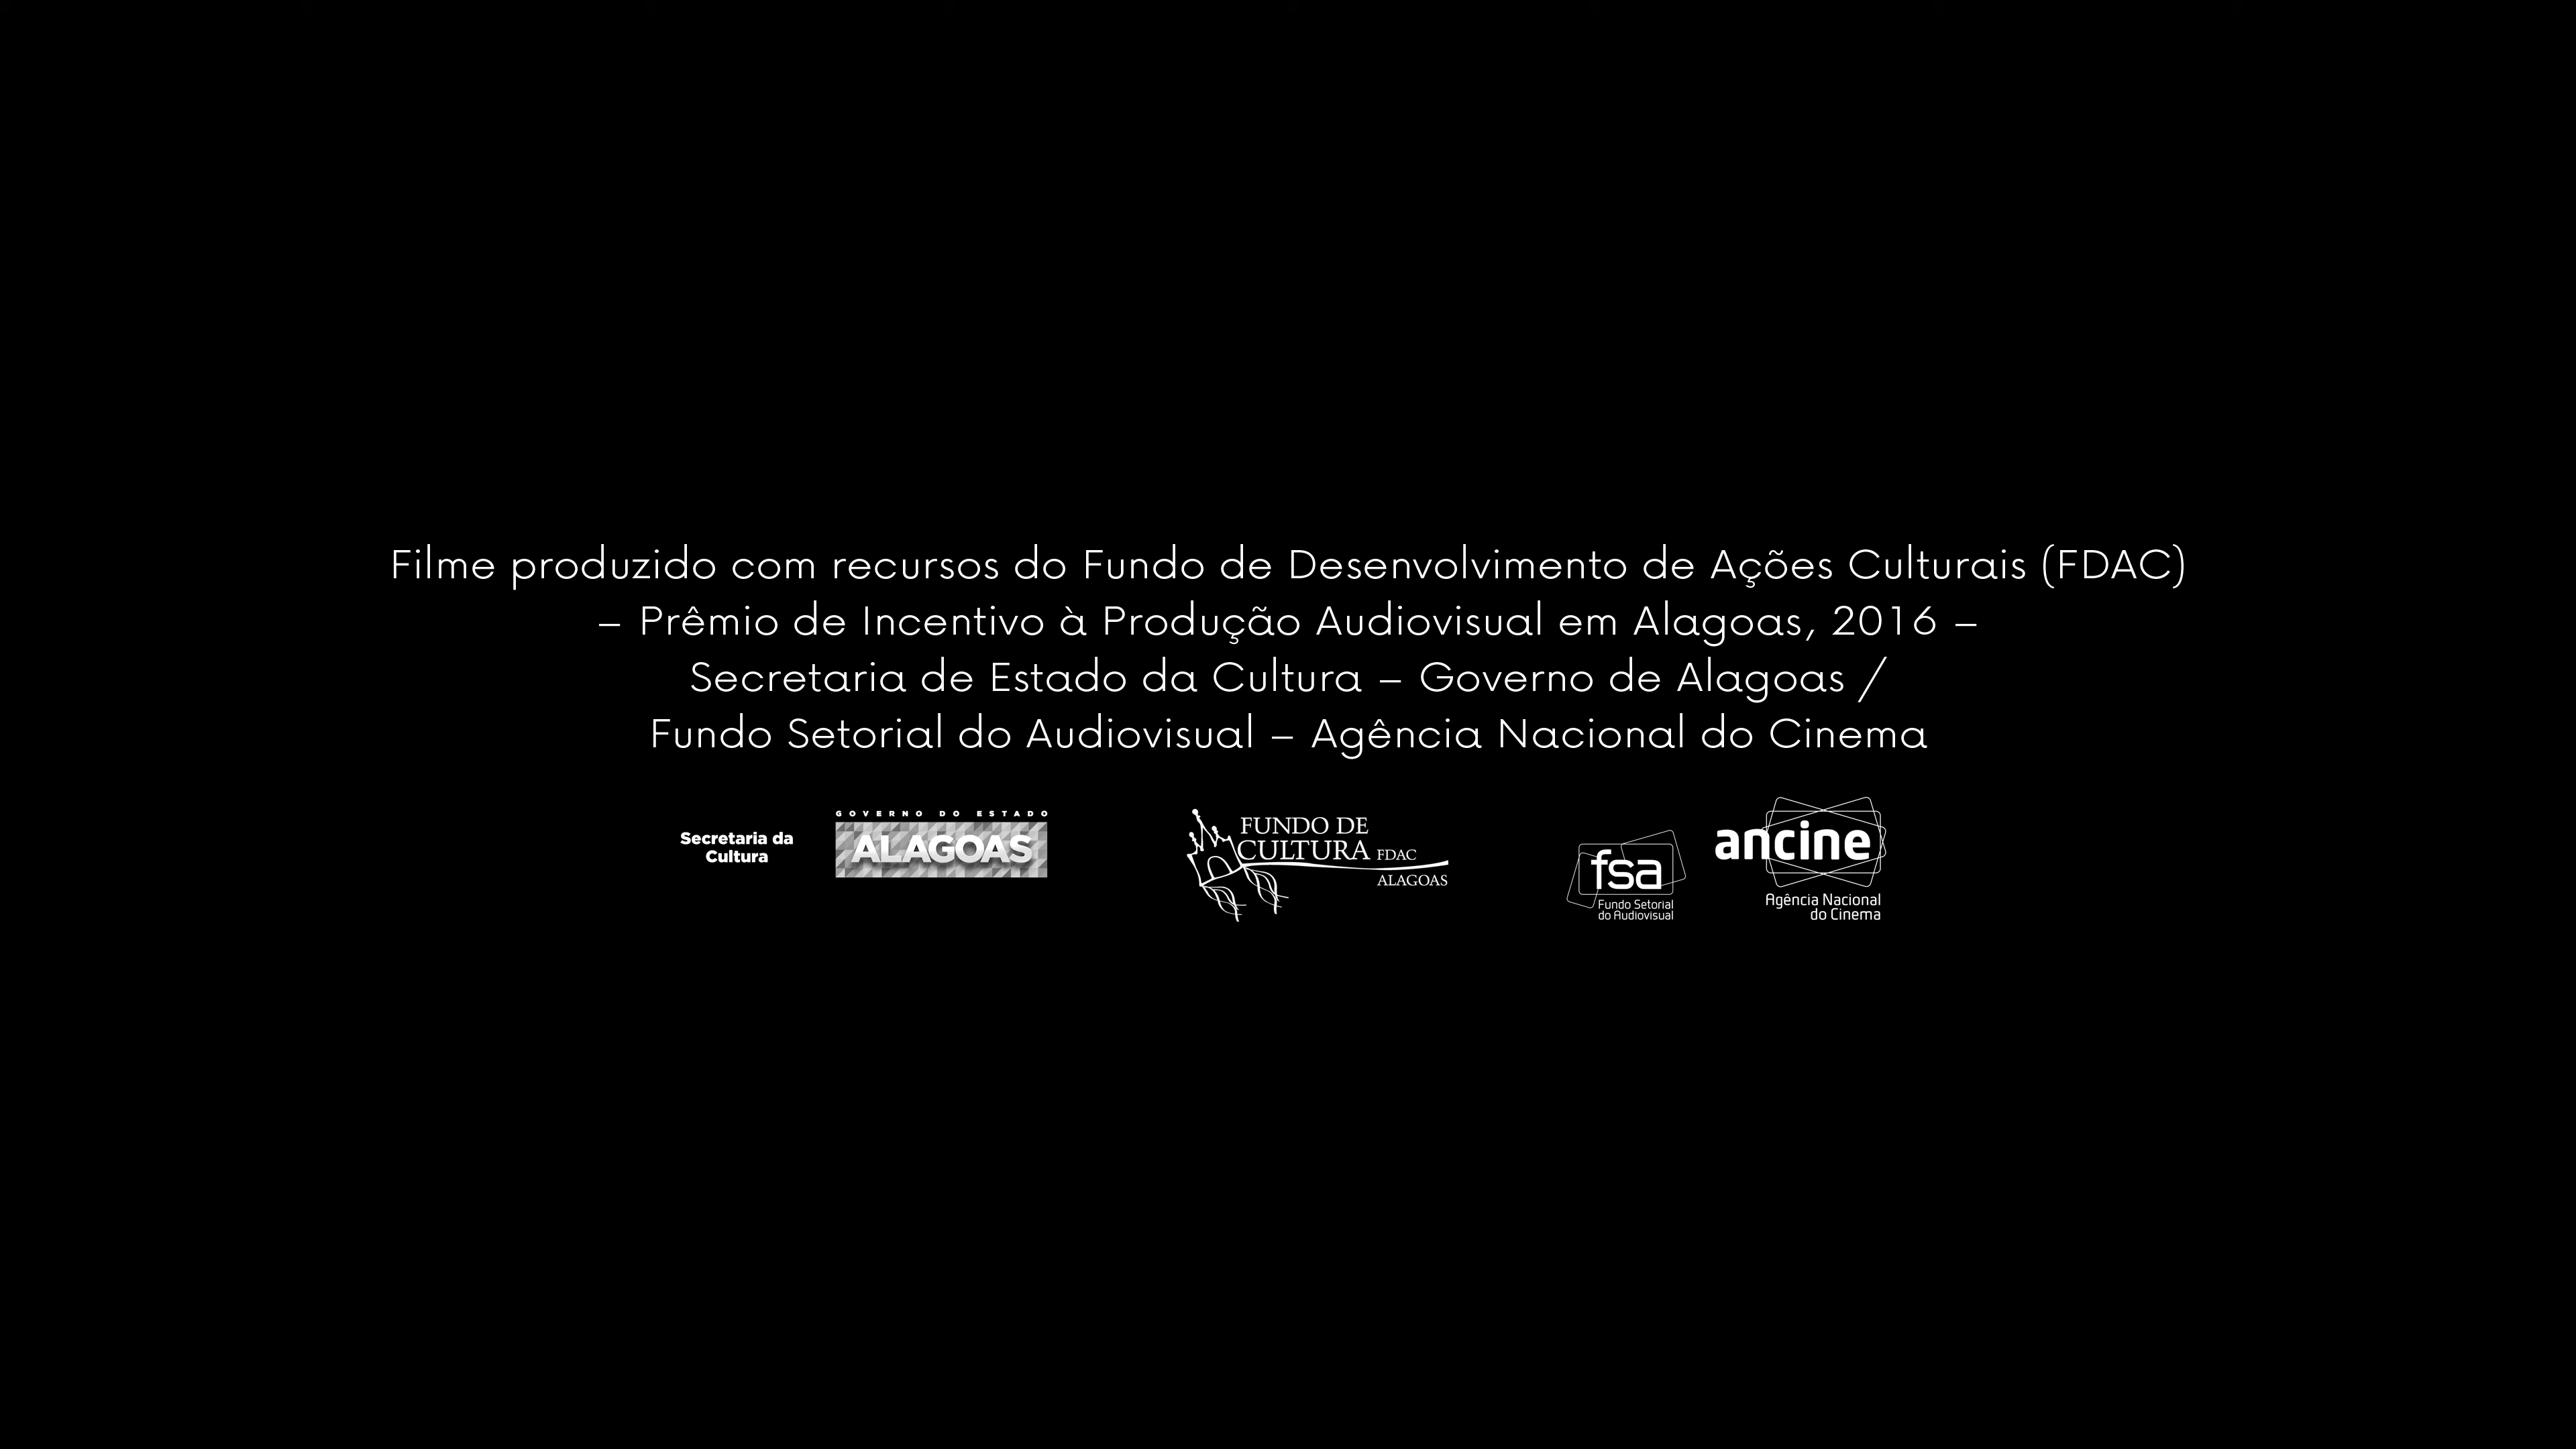 Filme produzido com recursos do Fundo de Desenvolvimento de Ações Culturais (FDAC)
– Prêmio de Incentivo à Produção Audiovisual em Alagoas, 2016 –
Secretaria de Estado da Cultura – Governo de Alagoas /
Fundo Setorial do Audiovisual – Agência Nacional do Cinema
Secretaria da
Cultura
GOVERNO DO ESTADO
ALAGOAS
FUNDO DE
CULTURA FDAC
ALAGOAS
fsa
Fundo Setorial
do Audiovisual
ancine
Agência Nacional
do Cinema